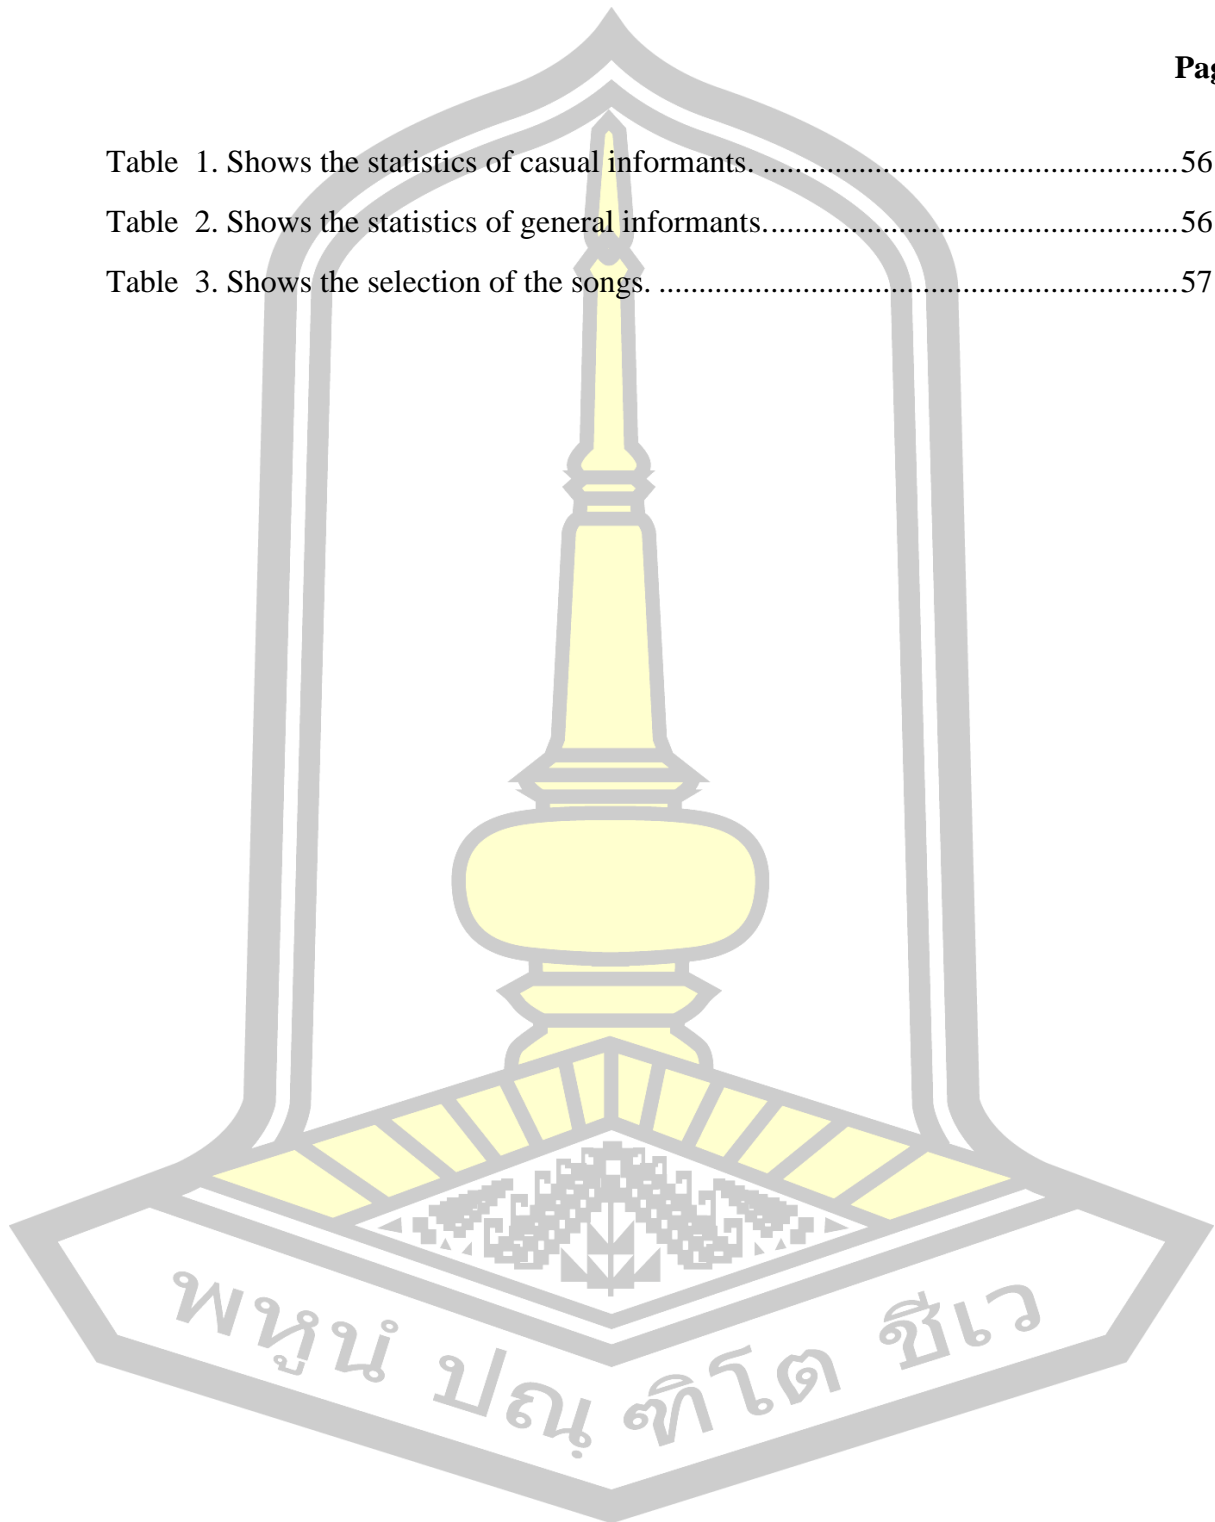 Pag
Table  1. Shows the statistics of casual informants. ....................................................56
Table  2. Shows the statistics of general informants....................................................56
Table  3. Shows the selection of the songs. .................................................................57
พหูนํ ปณฺฑิโต ชีเว